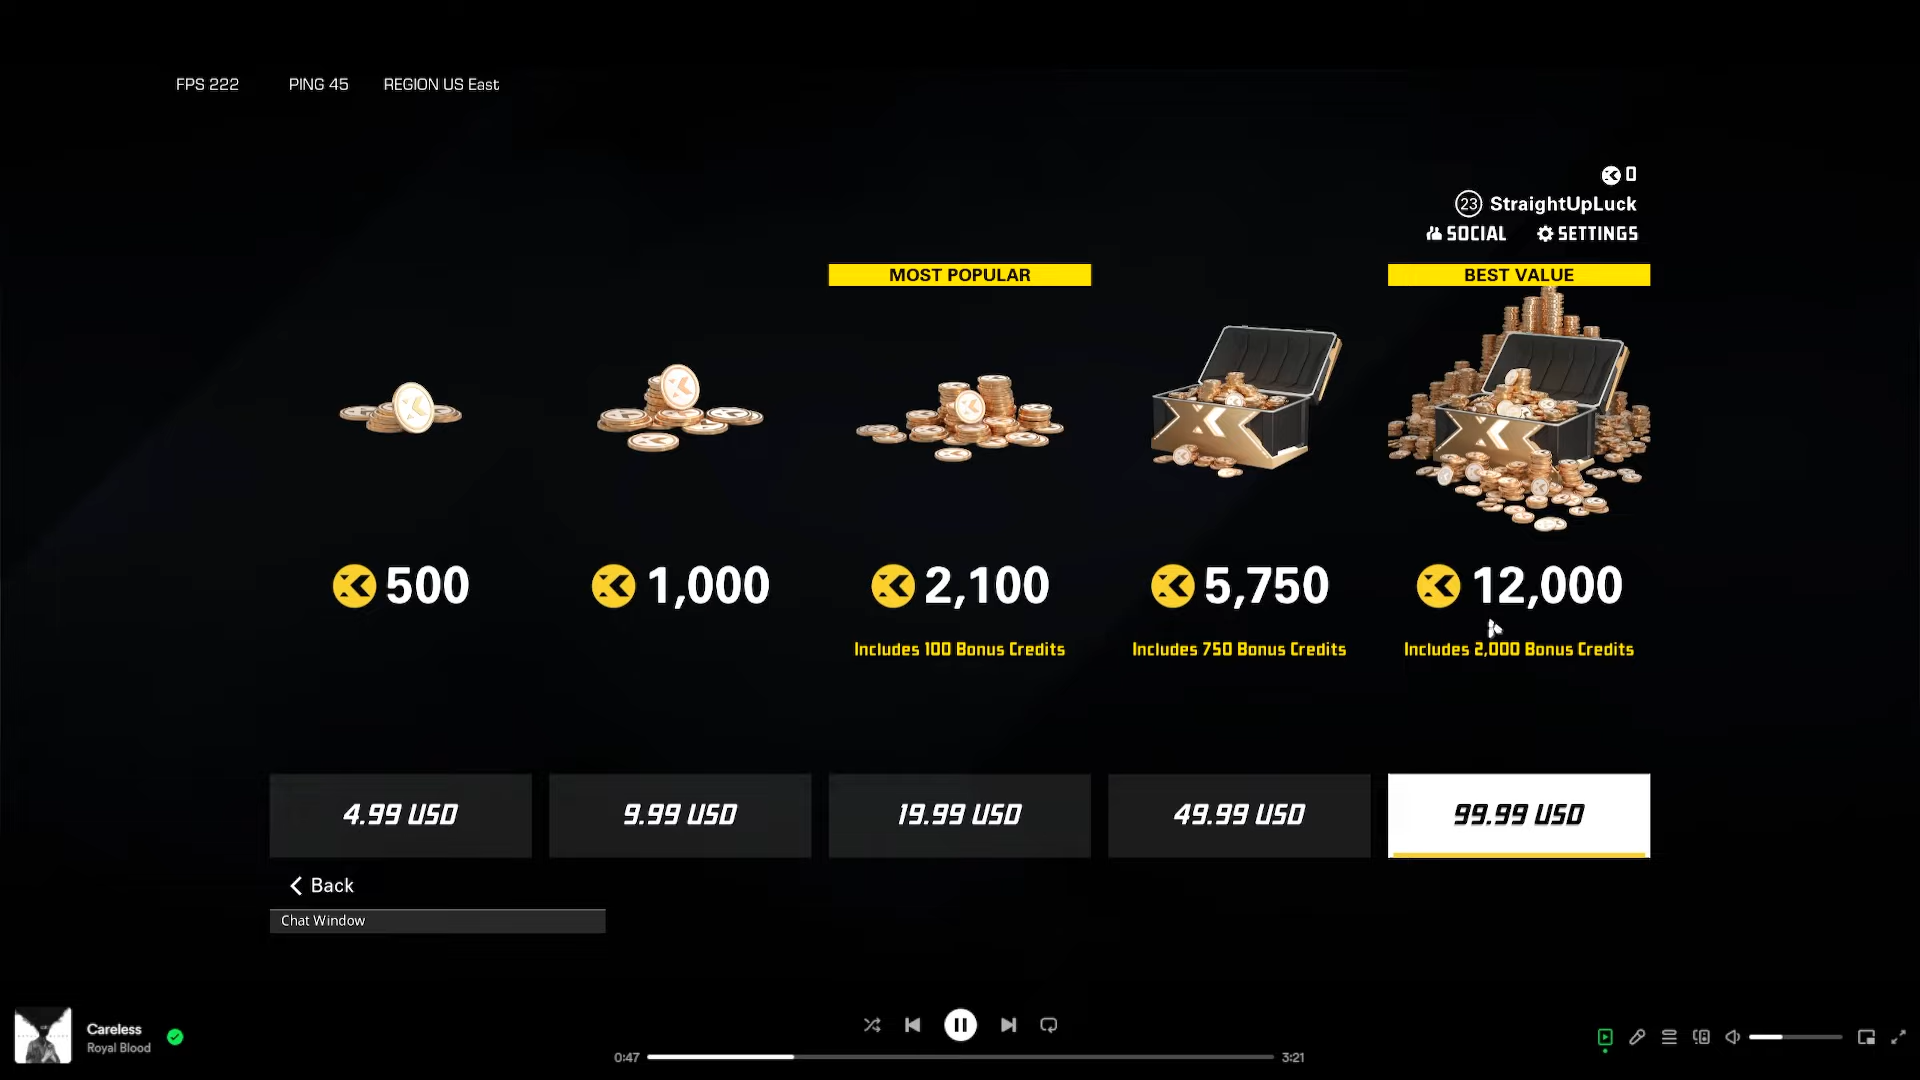 FPS 222 PING 45 REGION US East
0
23 StraightUpLuck
SOCIAL SETTINGS
MOST POPULAR
BEST VALUE
500
1,000
2,100
5,750
12,000
Includes 100 Bonus Credits
Includes 750 Bonus Credits
Includes 2,000 Bonus Credits
4.99 USD
9.99 USD
19.99 USD
49.99 USD
99.99 USD
Back
Chat Window
Careless
Royal Blood
0:47
3:21